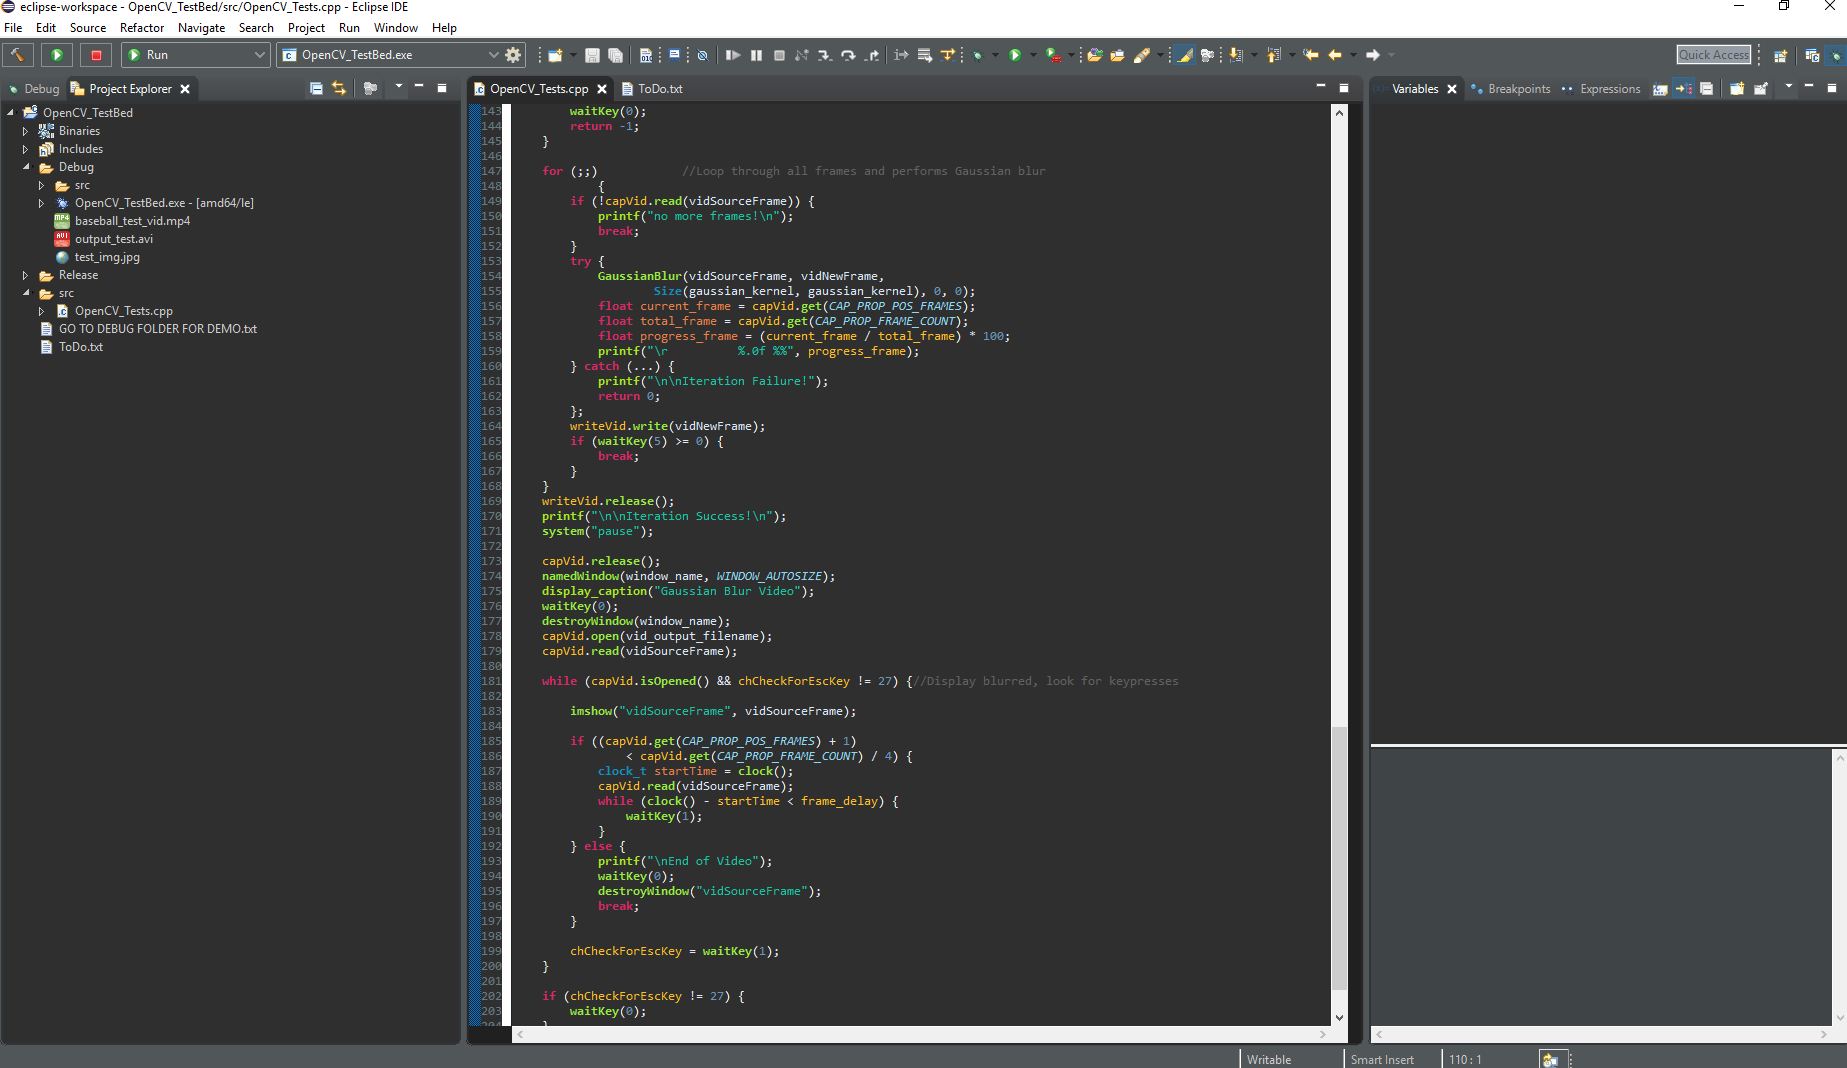 eclipse-workspace - OpenCV_TestBed/src/OpenCV_Tests.cpp - Eclipse IDE
File Edit Source Refactor Navigate Search Project Run Window Help
Run OpenCV_TestBed.exe Quick Access
Debug Project Explorer
OpenCV_TestBed
Binaries
Includes
Debug
src
OpenCV_TestBed.exe - [amd64/le]
baseball_test_vid.mp4
output_test.avi
test_img.jpg
Release
src
OpenCV_Tests.cpp
GO TO DEBUG FOLDER FOR DEMO.txt
ToDo.txt
OpenCV_Tests.cpp ToDo.txt
143 waitKey(0);
144 return -1;
145 }
146
147 for (;;) //Loop through all frames and performs Gaussian blur
148 {
149 if (!capVid.read(vidSourceFrame)) {
150 printf("no more frames!\n");
151 break;
152 }
153 try {
154 GaussianBlur(vidSourceFrame, vidNewFrame,
155 Size(gaussian_kernel, gaussian_kernel), 0, 0);
156 float current_frame = capVid.get(CAP_PROP_POS_FRAMES);
157 float total_frame = capVid.get(CAP_PROP_FRAME_COUNT);
158 float progress_frame = (current_frame / total_frame) * 100;
159 printf("\r %.0f %%", progress_frame);
160 } catch (...) {
161 printf("\n\nIteration Failure!");
162 return 0;
163 };
164 writeVid.write(vidNewFrame);
165 if (waitKey(5) >= 0) {
166 break;
167 }
168 }
169 writeVid.release();
170 printf("\n\nIteration Success!\n");
171 system("pause");
172
173 capVid.release();
174 namedWindow(window_name, WINDOW_AUTOSIZE);
175 display_caption("Gaussian Blur Video");
176 waitKey(0);
177 destroyWindow(window_name);
178 capVid.open(vid_output_filename);
179 capVid.read(vidSourceFrame);
180
181 while (capVid.isOpened() && chCheckForEscKey != 27) {//Display blurred, look for keypresses
182
183 imshow("vidSourceFrame", vidSourceFrame);
184
185 if ((capVid.get(CAP_PROP_POS_FRAMES) + 1)
186 < capVid.get(CAP_PROP_FRAME_COUNT) / 4) {
187 clock_t startTime = clock();
188 capVid.read(vidSourceFrame);
189 while (clock() - startTime < frame_delay) {
190 waitKey(1);
191 }
192 } else {
193 printf("\nEnd of Video");
194 waitKey(0);
195 destroyWindow("vidSourceFrame");
196 break;
197 }
198
199 chCheckForEscKey = waitKey(1);
200 }
201
202 if (chCheckForEscKey != 27) {
203 waitKey(0);
204 }
Variables Breakpoints Expressions
Writable Smart Insert 110 : 1